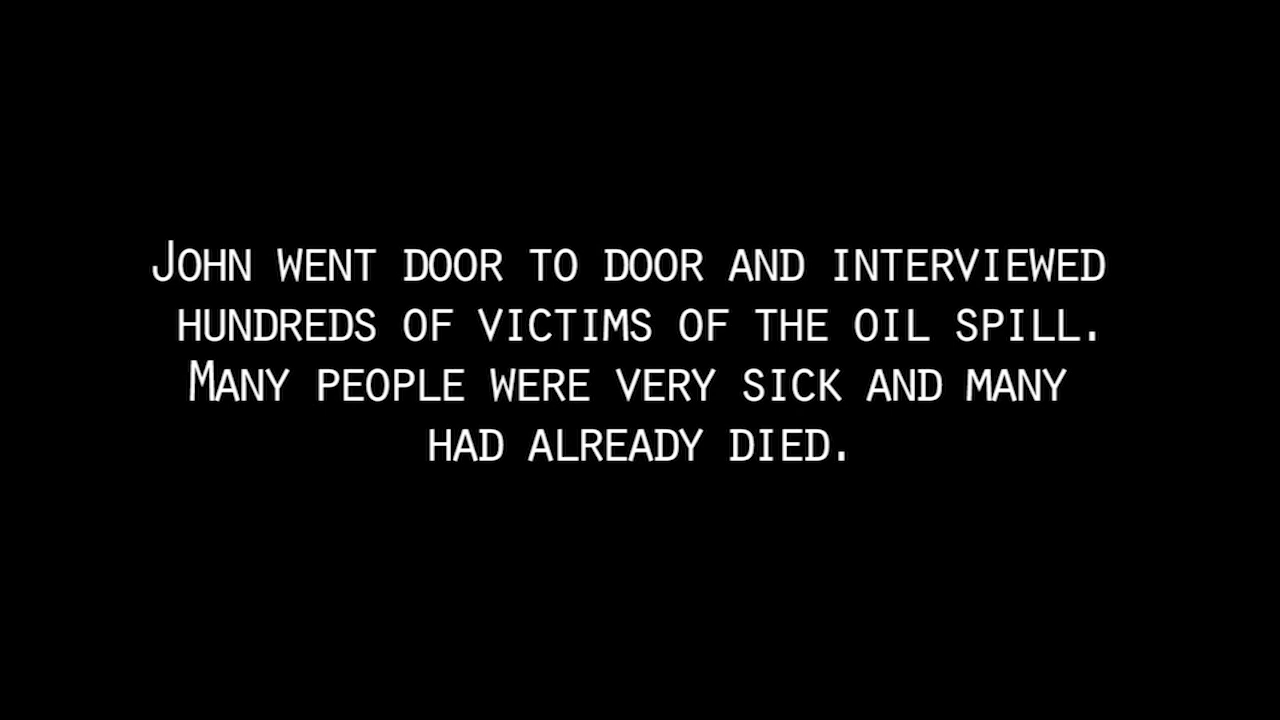 John went door to door and interviewed
hundreds of victims of the oil spill.
Many people were very sick and many
had already died.